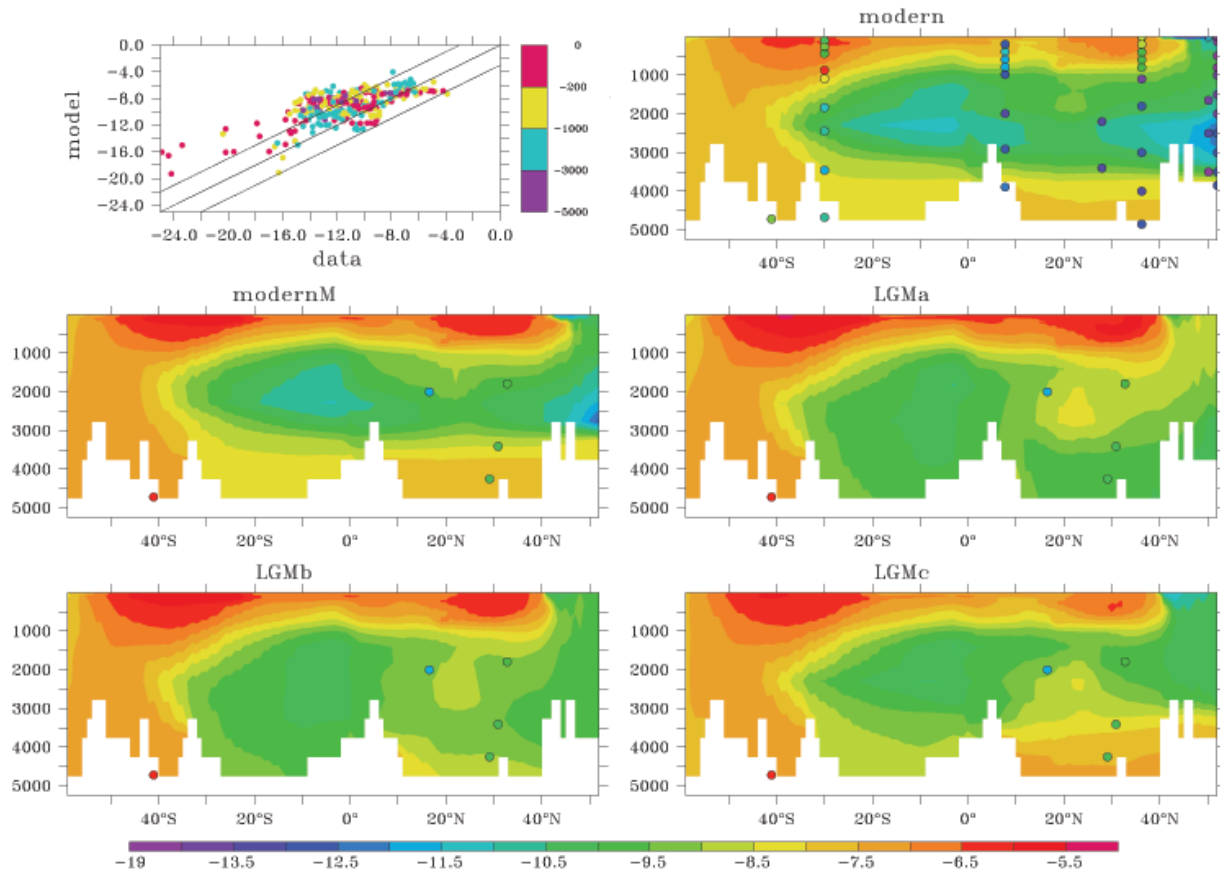 modern
0.0
-4.0
-8.0
-12.0
-16.0
-20.0
-24.0
model
-24.0 -20.0 -16.0 -12.0 -8.0 -4.0 0.0
data
0
-200
-1000
-3000
-5000
1000
2000
3000
4000
5000
40°S 20°S 0° 20°N 40°N
modernM
1000
2000
3000
4000
5000
40°S 20°S 0° 20°N 40°N
LGMa
1000
2000
3000
4000
5000
40°S 20°S 0° 20°N 40°N
LGMb
1000
2000
3000
4000
5000
40°S 20°S 0° 20°N 40°N
LGMc
1000
2000
3000
4000
5000
40°S 20°S 0° 20°N 40°N
-19 -13.5 -12.5 -11.5 -10.5 -9.5 -8.5 -7.5 -6.5 -5.5